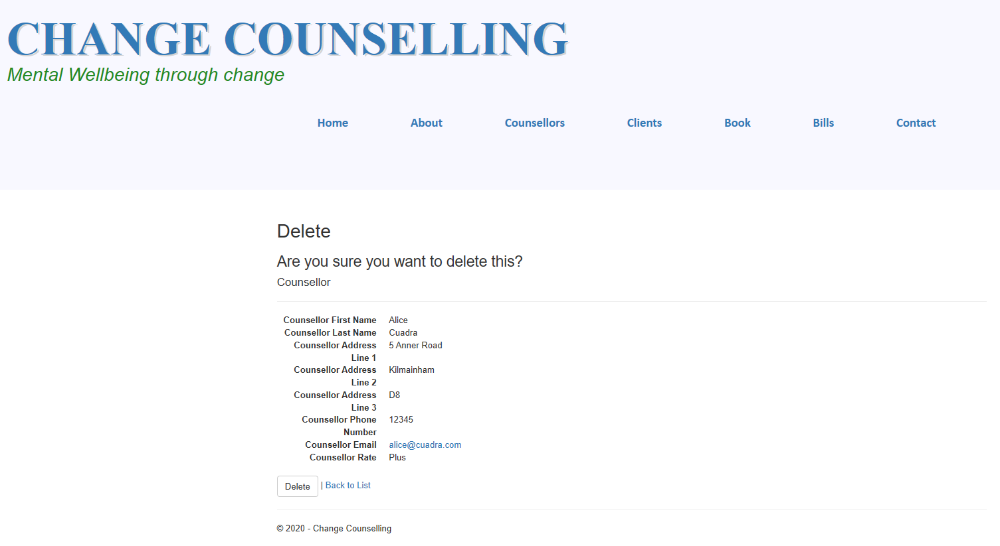 CHANGE COUNSELLING
Mental Wellbeing through change
Home About Counsellors Clients Book Bills Contact
Delete
Are you sure you want to delete this?
Counsellor
Counsellor First Name Alice
Counsellor Last Name Cuadra
Counsellor Address 5 Anner Road
Line 1
Counsellor Address Kilmainham
Line 2
Counsellor Address D8
Line 3
Counsellor Phone 12345
Number
Counsellor Email alice@cuadra.com
Counsellor Rate Plus
Delete | Back to List
© 2020 - Change Counselling